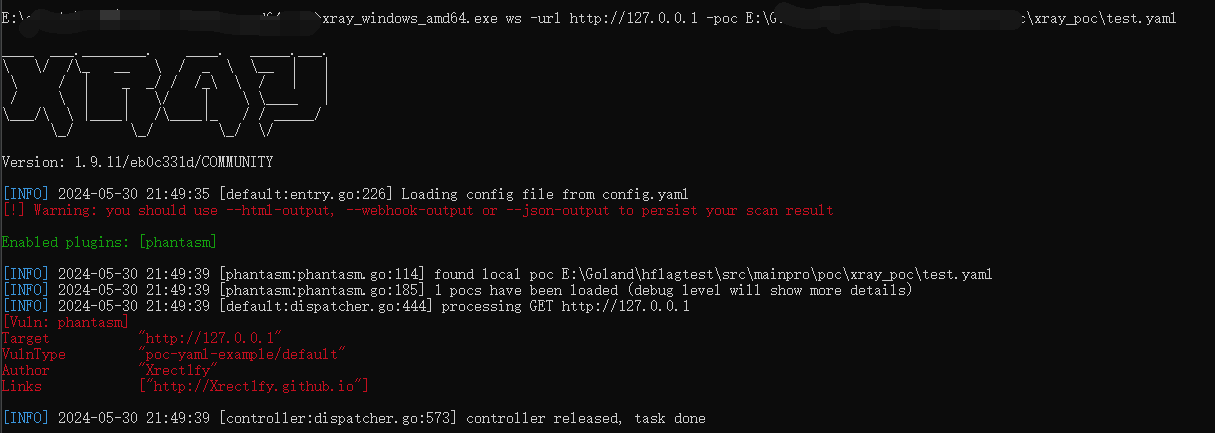 E:\ >xray_windows_amd64.exe ws -url http://127.0.0.1 -poc E:\Gol \xray_poc\test.yaml
XRAY
Version: 1.9.11/eb0c331d/COMMUNITY
[INFO] 2024-05-30 21:49:35 [default:entry.go:226] Loading config file from config.yaml
[!] Warning: you should use --html-output, --webhook-output or --json-output to persist your scan result
Enabled plugins: [phantasm]
[INFO] 2024-05-30 21:49:39 [phantasm:phantasm.go:114] found local poc E:\Goland\hflagtest\src\mainpro\poc\xray_poc\test.yaml
[INFO] 2024-05-30 21:49:39 [phantasm:phantasm.go:185] 1 pocs have been loaded (debug level will show more details)
[INFO] 2024-05-30 21:49:39 [default:dispatcher.go:444] processing GET http://127.0.0.1
[Vuln: phantasm]
Target "http://127.0.0.1"
VulnType "poc-yaml-example/default"
Author "Xrect1fy"
Links ["http://Xrect1fy.github.io"]
[INFO] 2024-05-30 21:49:39 [controller:dispatcher.go:573] controller released, task done